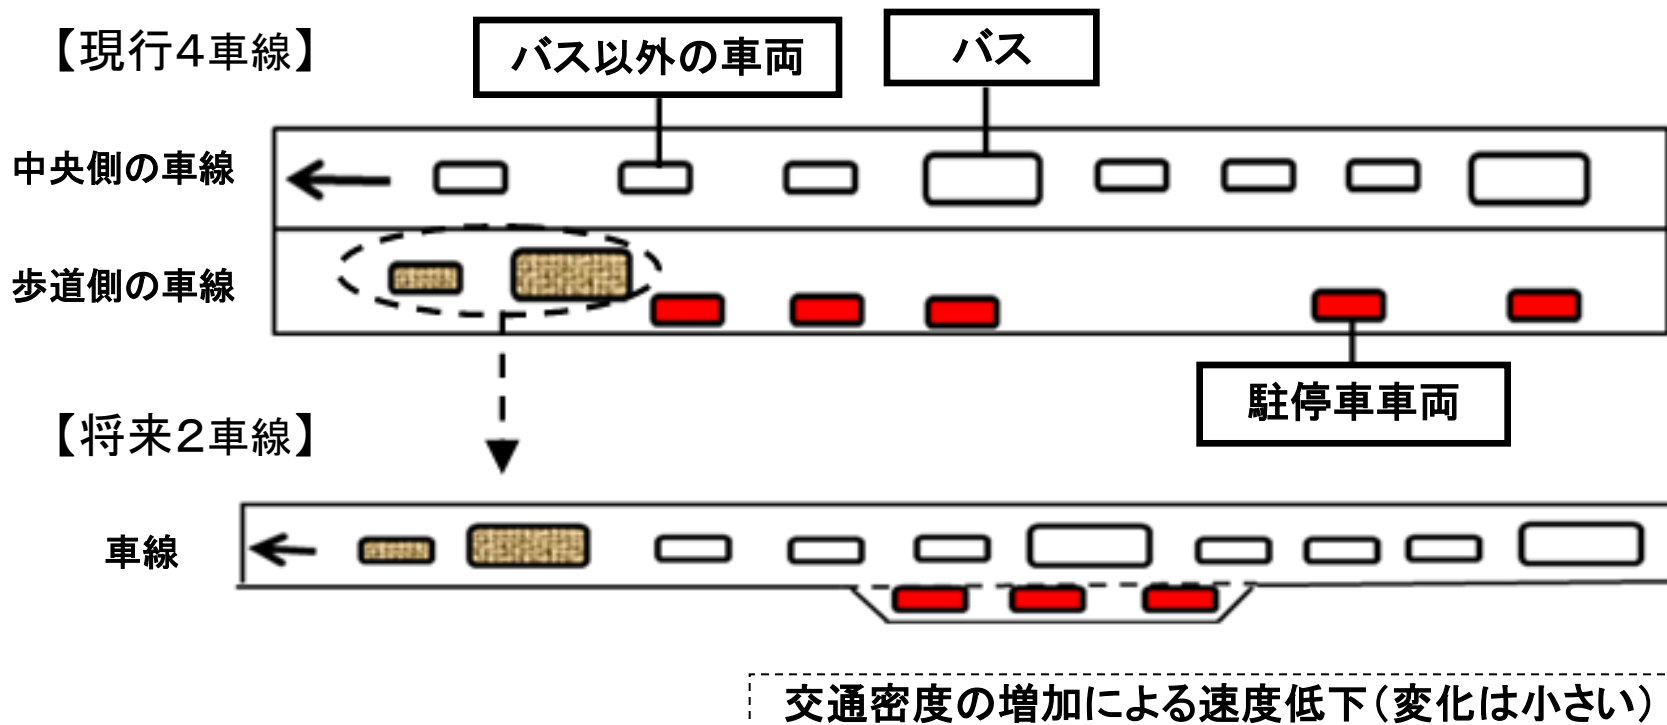 【現行４車線】
バス以外の車両
バス
中央側の車線
歩道側の車線
駐停車車両
【将来２車線】
車線
交通密度の増加による速度低下（変化は小さい）